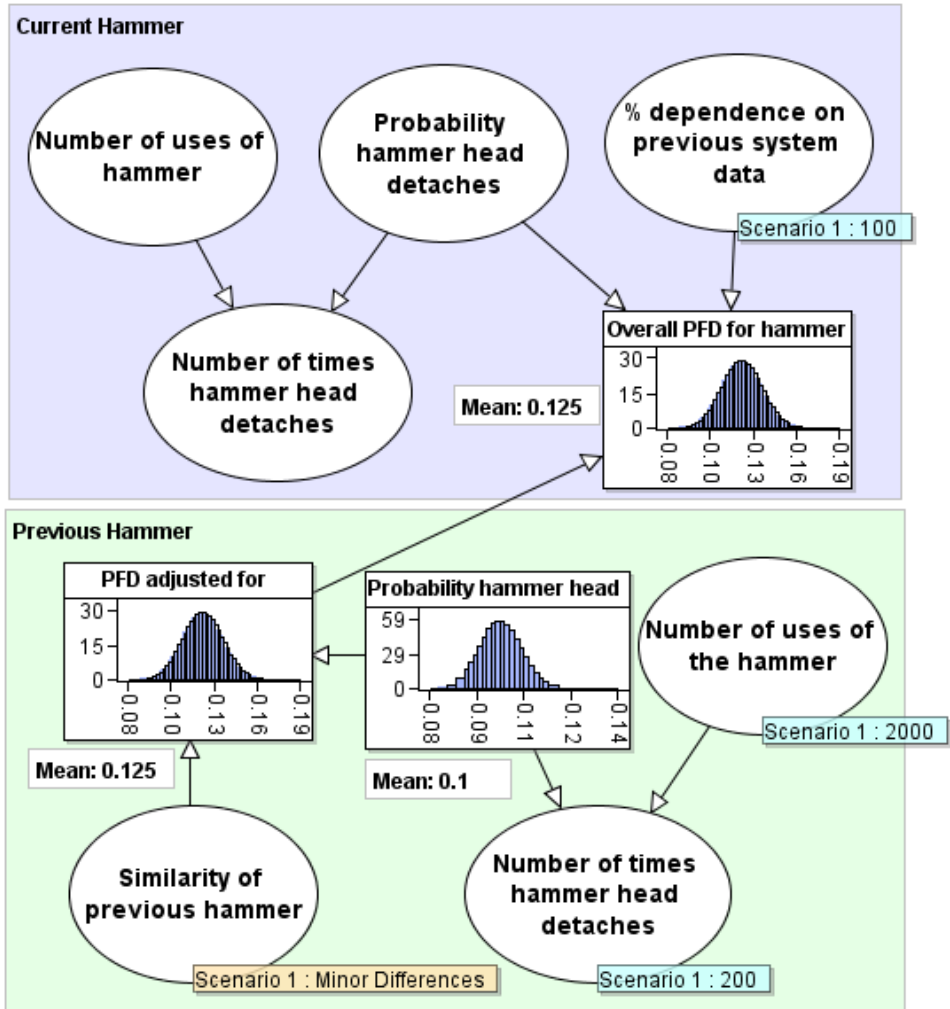 Current Hammer
Number of uses of
hammer
Probability
hammer head
detaches
% dependence on
previous system
data
Scenario 1 : 100
Number of times
hammer head
detaches
Overall PFD for hammer
30
15
0
0.08
0.10
0.13
0.16
0.19
Mean: 0.125
Previous Hammer
PFD adjusted for
30
15
0
0.08
0.10
0.13
0.16
0.19
Mean: 0.125
Probability hammer head
59
29
0
0.08
0.09
0.11
0.12
0.14
Mean: 0.1
Number of uses of
the hammer
Scenario 1 : 2000
Similarity of
previous hammer
Scenario 1 : Minor Differences
Number of times
hammer head
detaches
Scenario 1 : 200